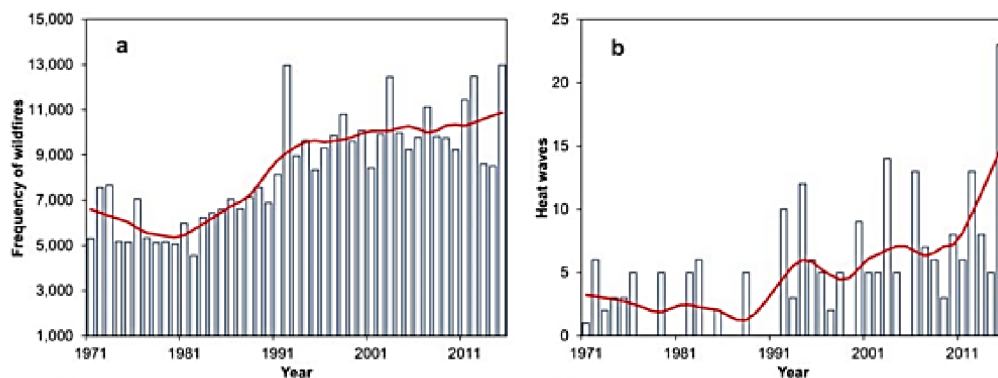 a
Frequency of wildfires
15,000
13,000
11,000
9,000
7,000
5,000
3,000
1,000
1971 1981 1991 2001 2011
Year
b
Heat waves
25
20
15
10
5
0
1971 1981 1991 2001 2011
Year